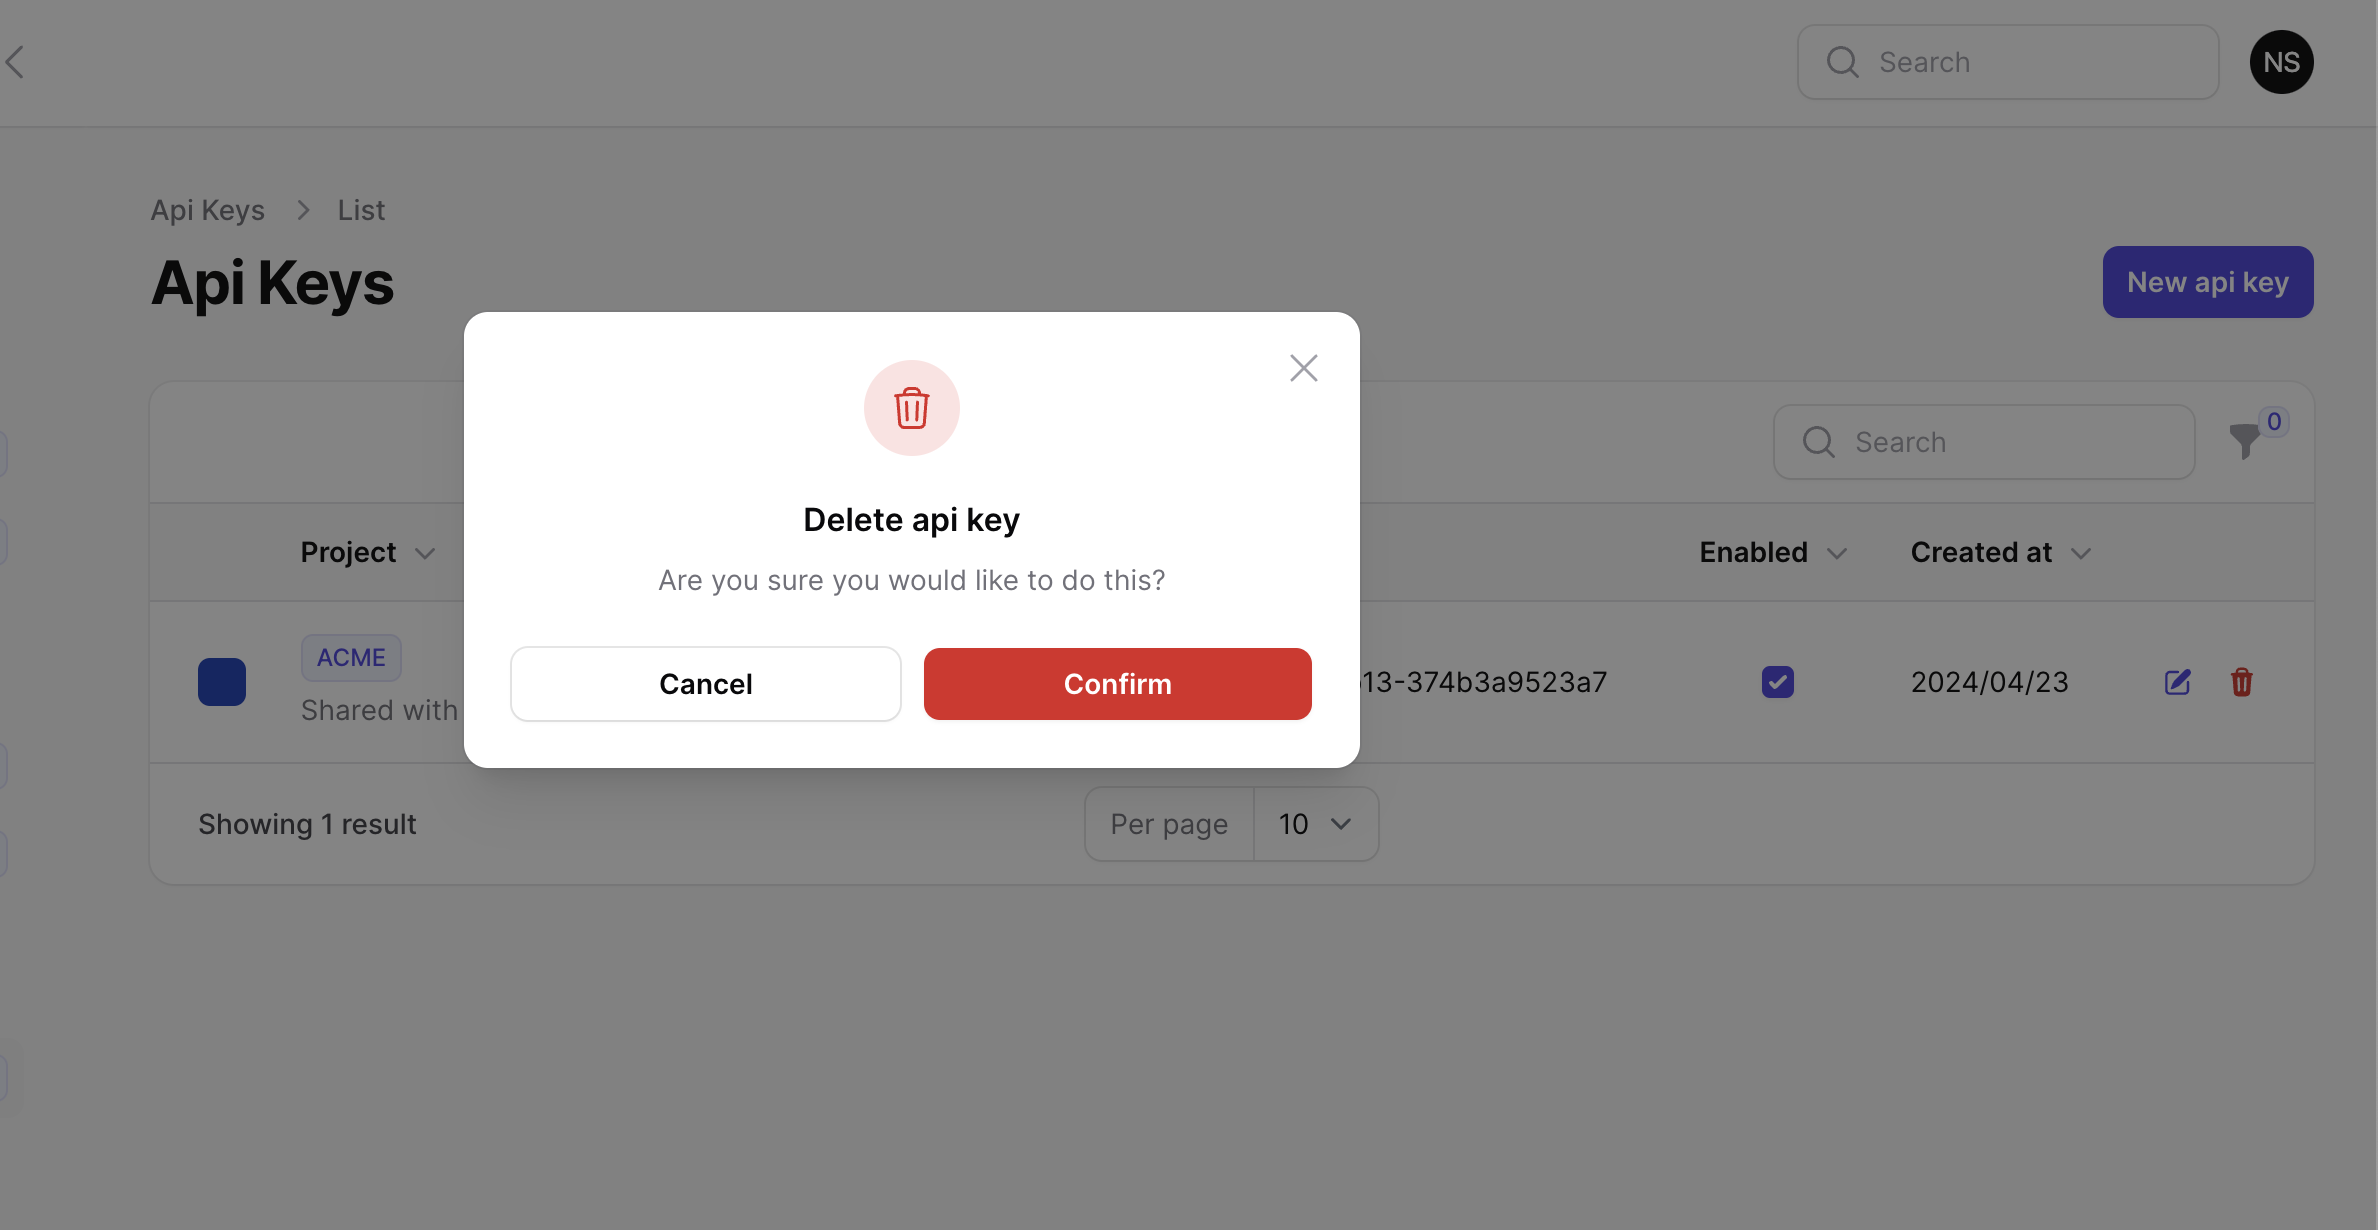 Search
NS
Api Keys
List
Api Keys
New api key
Search
0
Project
Enabled
Created at
ACME
Shared with
13-374b3a9523a7
2024/04/23
Showing 1 result
Per page
10
Delete api key
Are you sure you would like to do this?
Cancel
Confirm